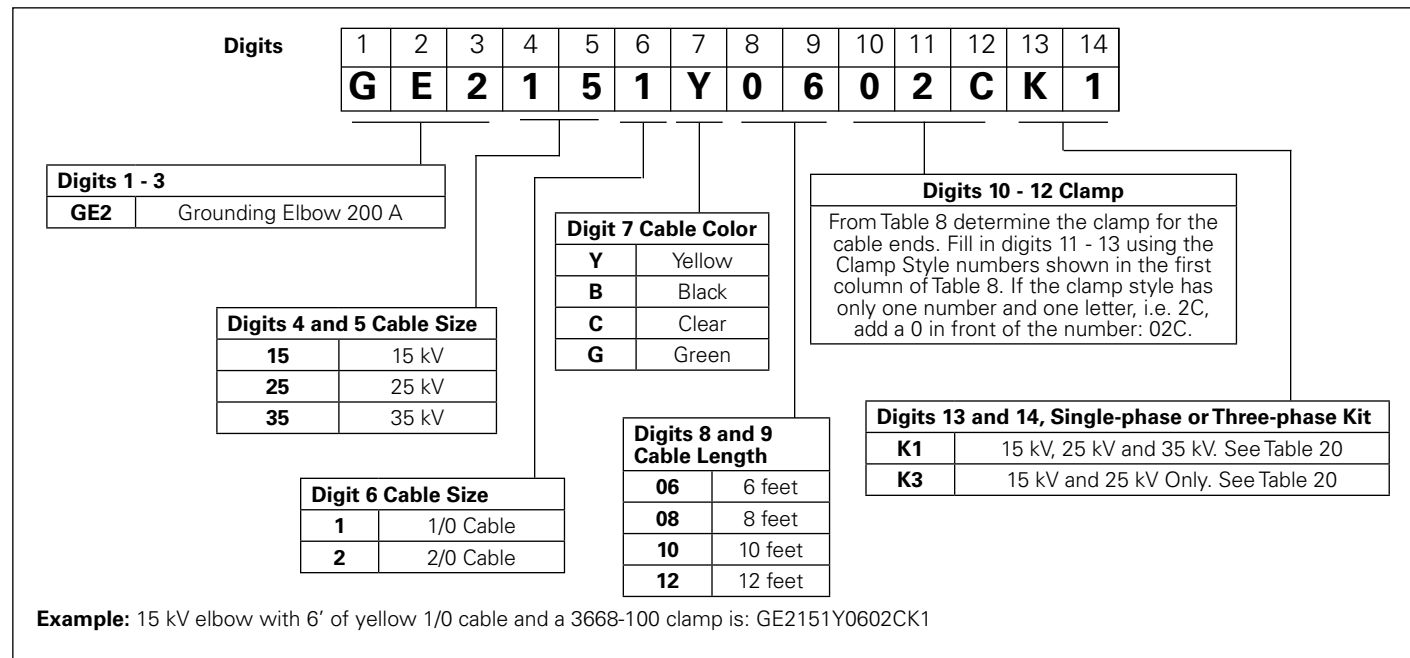 Digits 1 2 3 4 5 6 7 8 9 10 11 12 13 14
G E 2 1 5 1 Y 0 6 0 2 C K 1
Digits 1 - 3
GE2 Grounding Elbow 200 A
Digits 4 and 5 Cable Size
15 15 kV
25 25 kV
35 35 kV
Digit 6 Cable Size
1 1/0 Cable
2 2/0 Cable
Digit 7 Cable Color
Y Yellow
B Black
C Clear
G Green
Digits 8 and 9
Cable Length
06 6 feet
08 8 feet
10 10 feet
12 12 feet
Digits 10 - 12 Clamp
From Table 8 determine the clamp for the
cable ends. Fill in digits 11 - 13 using the
Clamp Style numbers shown in the first
column of Table 8. If the clamp style has
only one number and one letter, i.e. 2C,
add a 0 in front of the number: 02C.
Digits 13 and 14, Single-phase or Three-phase Kit
K1 15 kV, 25 kV and 35 kV. See Table 20
K3 15 kV and 25 kV Only. See Table 20
Example: 15 kV elbow with 6’ of yellow 1/0 cable and a 3668-100 clamp is: GE2151Y0602CK1